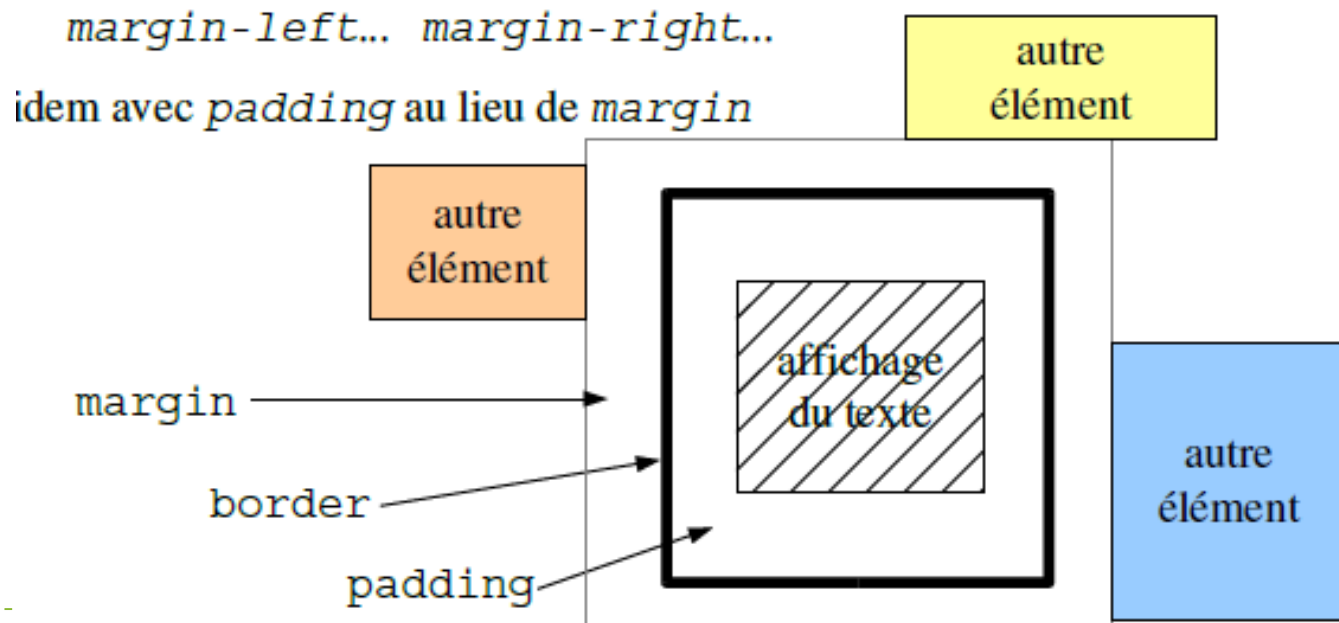 margin-left... margin-right...
idem avec padding au lieu de margin
autre
élément
autre
élément
affichage
du texte
margin
border
padding
autre
élément